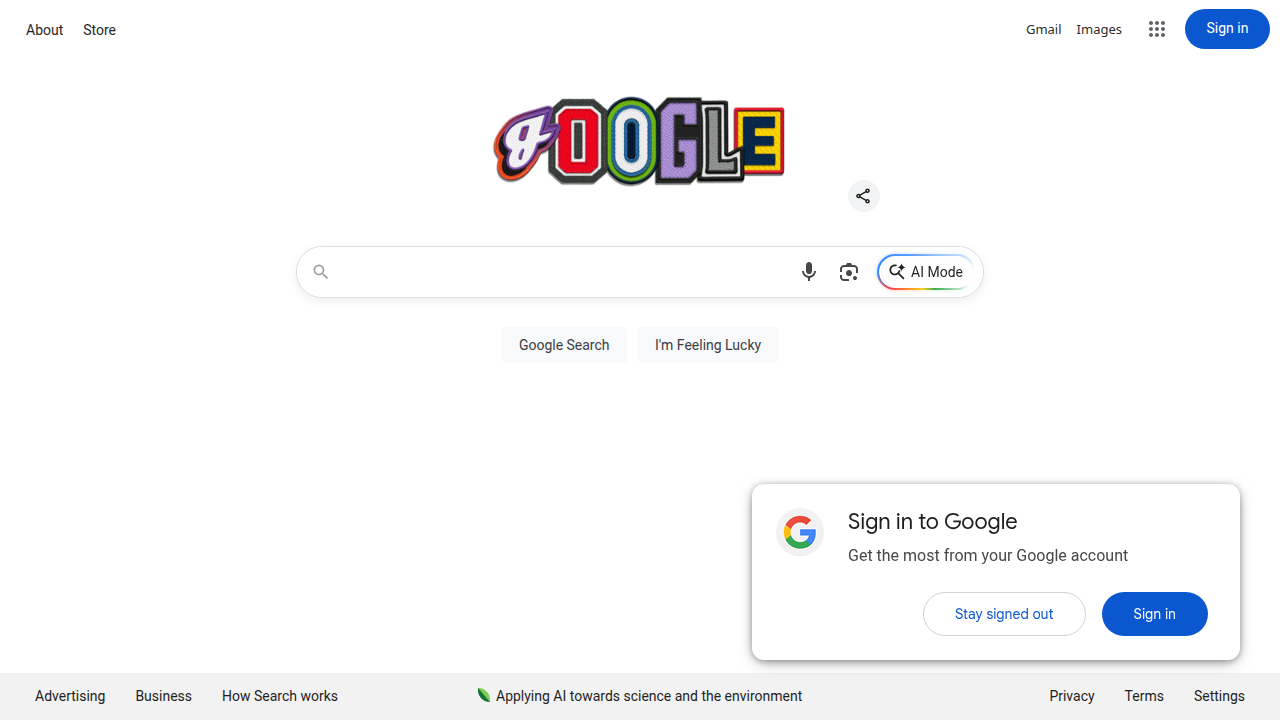 About Store
Gmail Images Sign in
gOOGLE
AI Mode
Google Search I'm Feeling Lucky
Sign in to Google
Get the most from your Google account
Stay signed out Sign in
Advertising Business How Search works Applying AI towards science and the environment Privacy Terms Settings